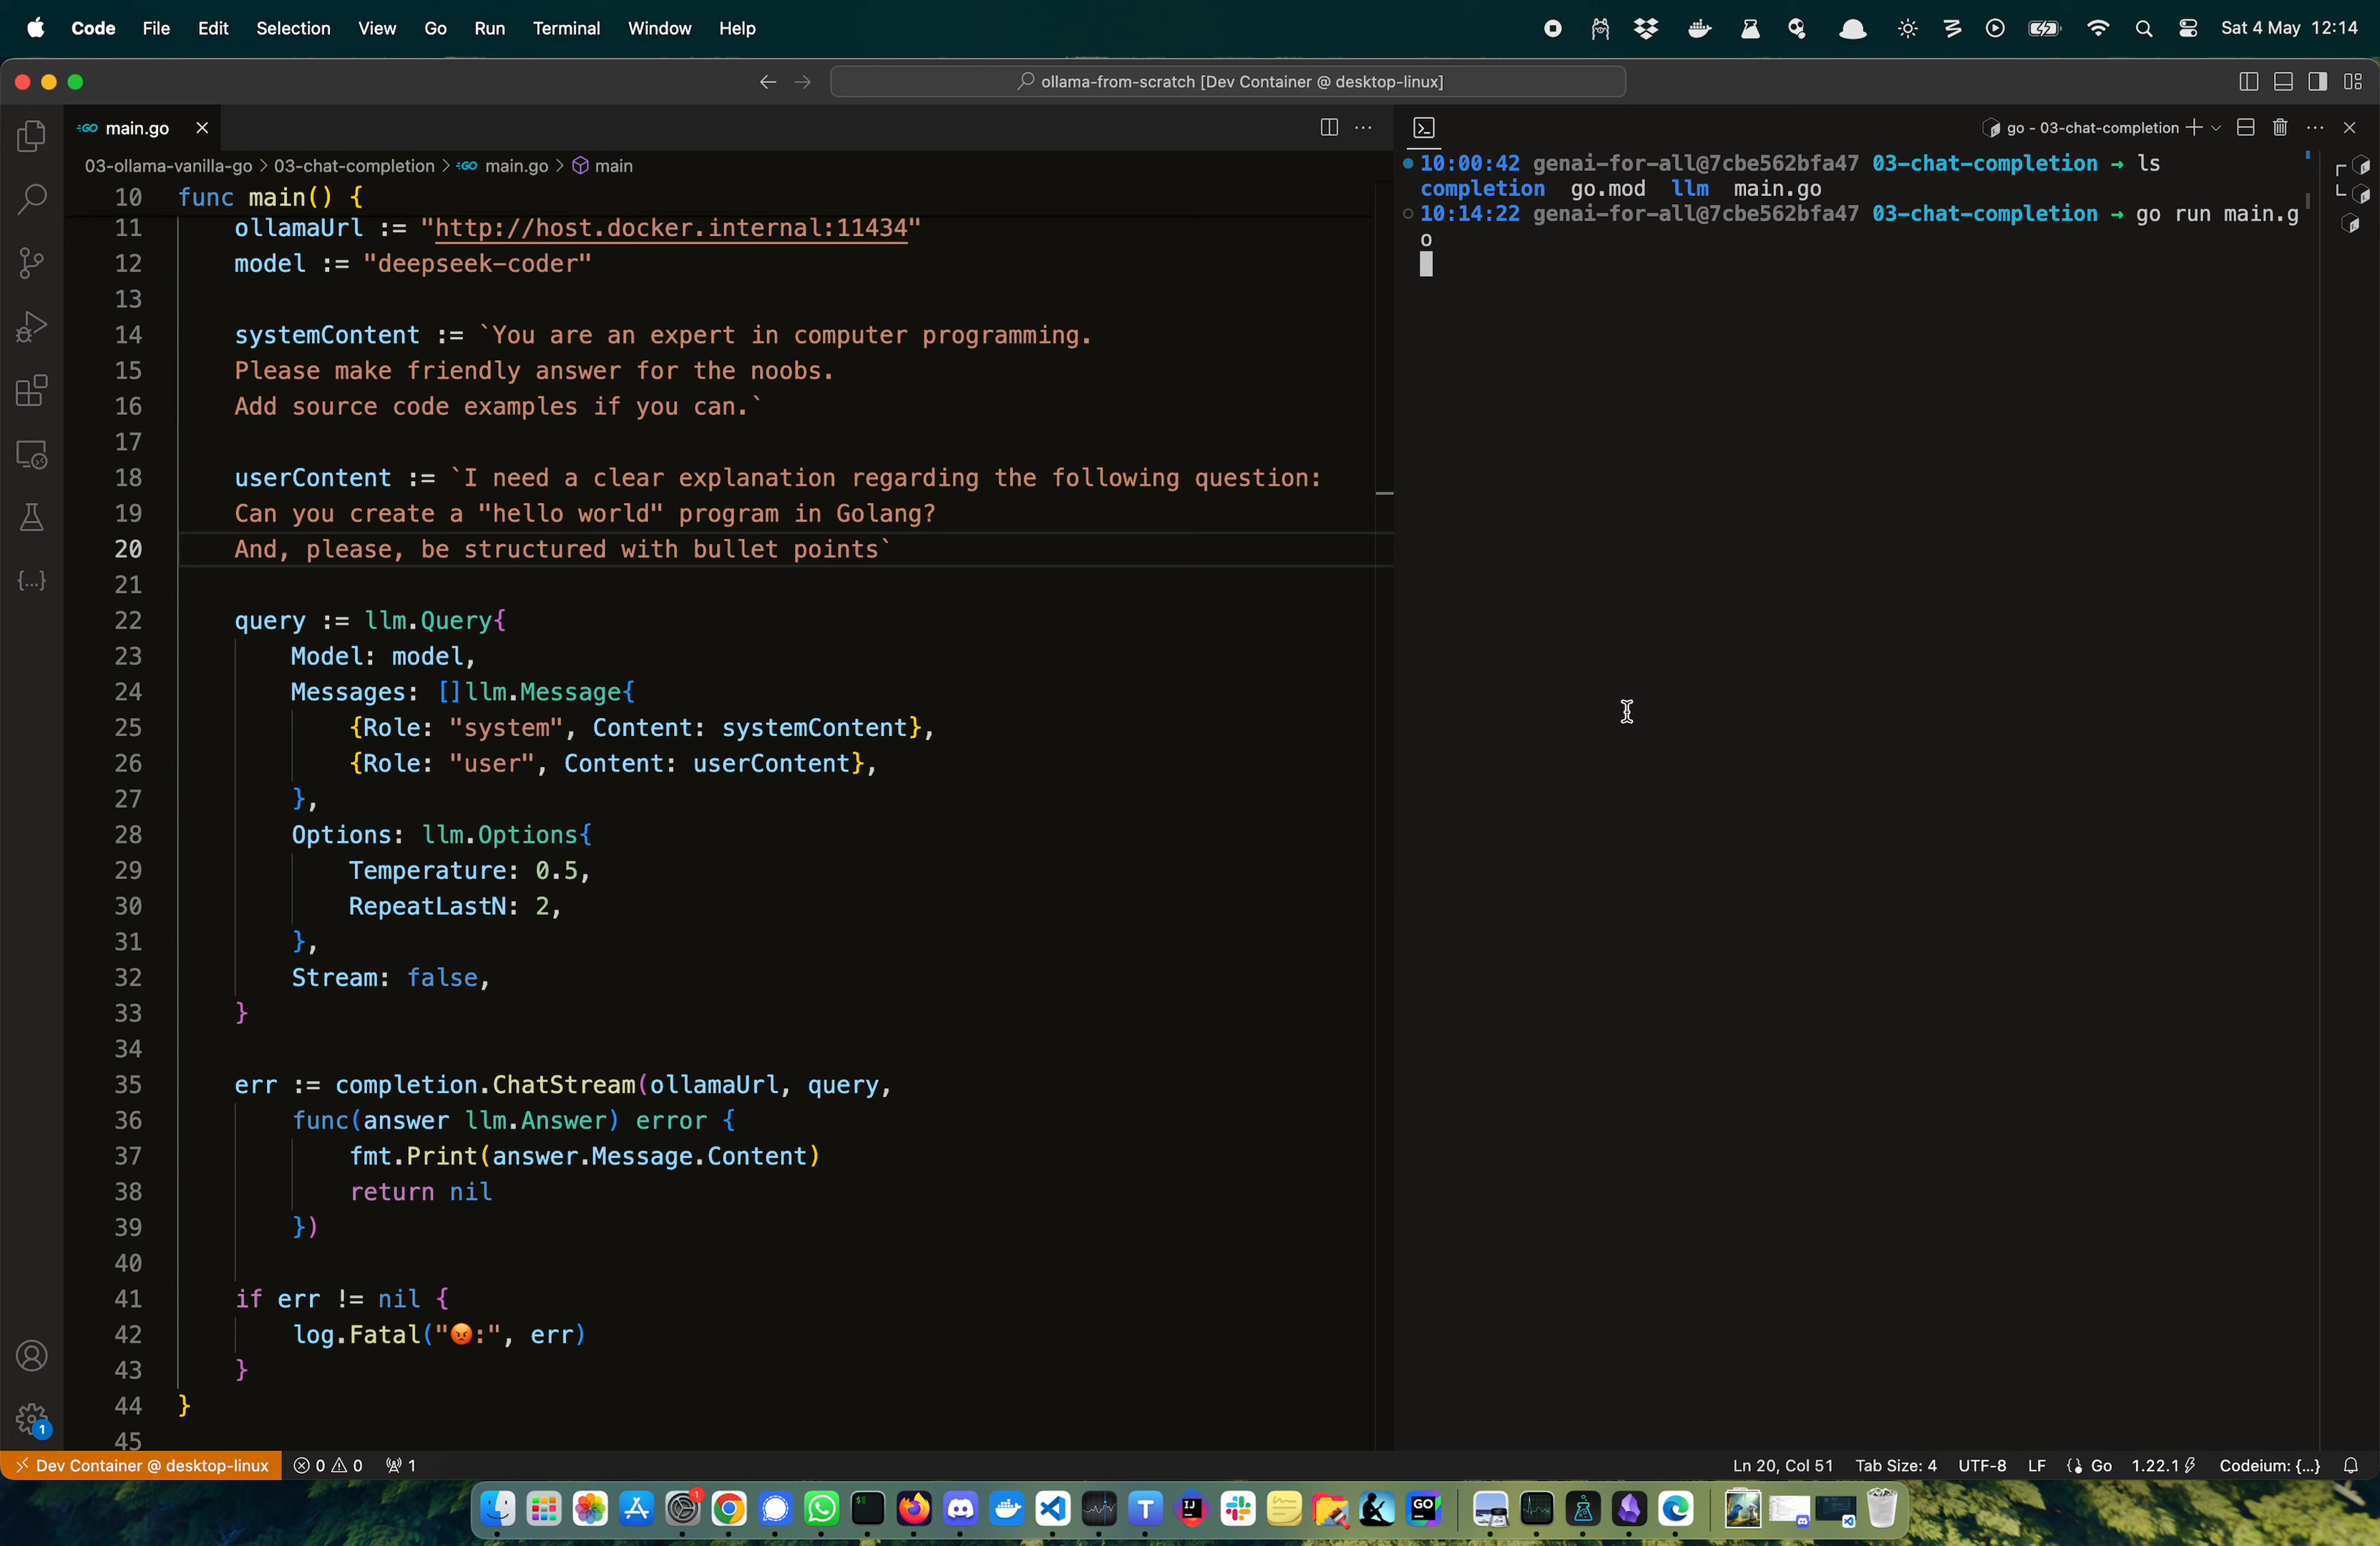 Code File Edit Selection View Go Run Terminal Window Help
Sat 4 May 12:14
ollama-from-scratch [Dev Container @ desktop-linux]
main.go
03-ollama-vanilla-go > 03-chat-completion > main.go > main
10 func main() {
11 ollamaUrl := "http://host.docker.internal:11434"
12 model := "deepseek-coder"
13
14 systemContent := `You are an expert in computer programming.
15 Please make friendly answer for the noobs.
16 Add source code examples if you can.`
17
18 userContent := `I need a clear explanation regarding the following question:
19 Can you create a "hello world" program in Golang?
20 And, please, be structured with bullet points`
21
22 query := llm.Query{
23 Model: model,
24 Messages: []llm.Message{
25 {Role: "system", Content: systemContent},
26 {Role: "user", Content: userContent},
27 },
28 Options: llm.Options{
29 Temperature: 0.5,
30 RepeatLastN: 2,
31 },
32 Stream: false,
33 }
34
35 err := completion.ChatStream(ollamaUrl, query,
36 func(answer llm.Answer) error {
37 fmt.Print(answer.Message.Content)
38 return nil
39 })
40
41 if err != nil {
42 log.Fatal("😡:", err)
43 }
44 }
45
go - 03-chat-completion
10:00:42 genai-for-all@7cbe562bfa47 03-chat-completion → ls
completion go.mod llm main.go
10:14:22 genai-for-all@7cbe562bfa47 03-chat-completion → go run main.g
o
1
Dev Container @ desktop-linux 0 0 1
Ln 20, Col 51 Tab Size: 4 UTF-8 LF Go 1.22.1 Codeium: {...}
1
T
IJ
GO